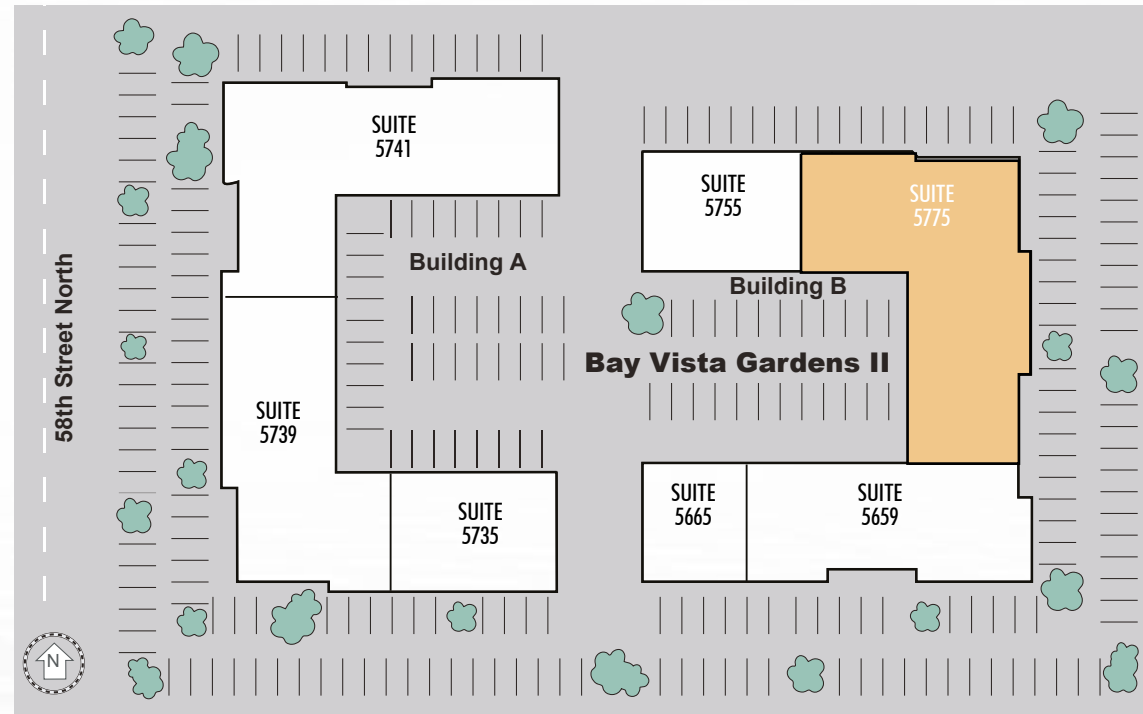 SUITE
5741
SUITE
5755
SUITE
5775
Building A
Building B
58th Street North
Bay Vista Gardens II
SUITE
5739
SUITE
5735
SUITE
5665
SUITE
5659
N